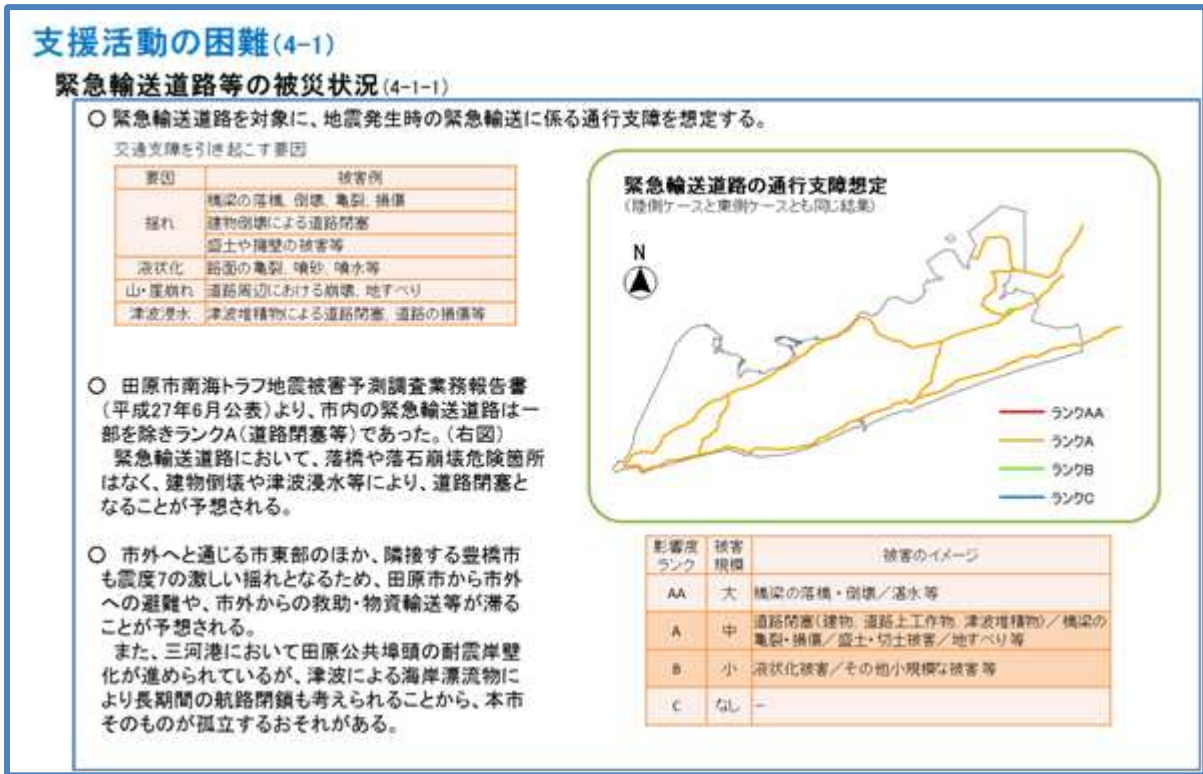 支援活動の困難(4-1)
緊急輸送道路等の被災状況(4-1-1)
○ 緊急輸送道路を対象に、地震発生時の緊急輸送に係る通行支障を想定する。
交通支障を引き起こす要因
要因 被害例
揺れ 橋梁の落橋, 倒壊, 亀裂, 損傷
建物倒壊による道路閉塞
盛土や擁壁の被害等
液状化 路面の亀裂, 噴砂, 噴水等
山・崖崩れ 道路周辺における崩壊, 地すべり
津波浸水 津波堆積物による道路閉塞, 道路の損傷等
○ 田原市南海トラフ地震被害予測調査業務報告書
(平成27年6月公表)より、市内の緊急輸送道路は一
部を除きランクA(道路閉塞等)であった。(右図)
緊急輸送道路において、落橋や落石崩壊危険箇所
はなく、建物倒壊や津波浸水等により、道路閉塞と
なることが予想される。
○ 市外へと通じる市東部のほか、隣接する豊橋市
も震度7の激しい揺れとなるため、田原市から市外
への避難や、市外からの救助・物資輸送等が滞る
ことが予想される。
また、三河港において田原公共埠頭の耐震岸壁
化が進められているが、津波による海岸漂流物に
より長期間の航路閉鎖も考えられることから、本市
そのものが孤立するおそれがある。
緊急輸送道路の通行支障想定
(陸側ケースと東側ケースとも同じ結果)
N
ランクAA
ランクA
ランクB
ランクC
影響度ランク 被害規模 被害のイメージ
AA 大 橋梁の落橋・倒壊/湛水等
A 中 道路閉塞(建物, 道路上工作物, 津波堆積物)/橋梁の
亀裂・損傷/盛土・切土被害/地すべり等
B 小 液状化被害/その他小規模な被害等
C なし −